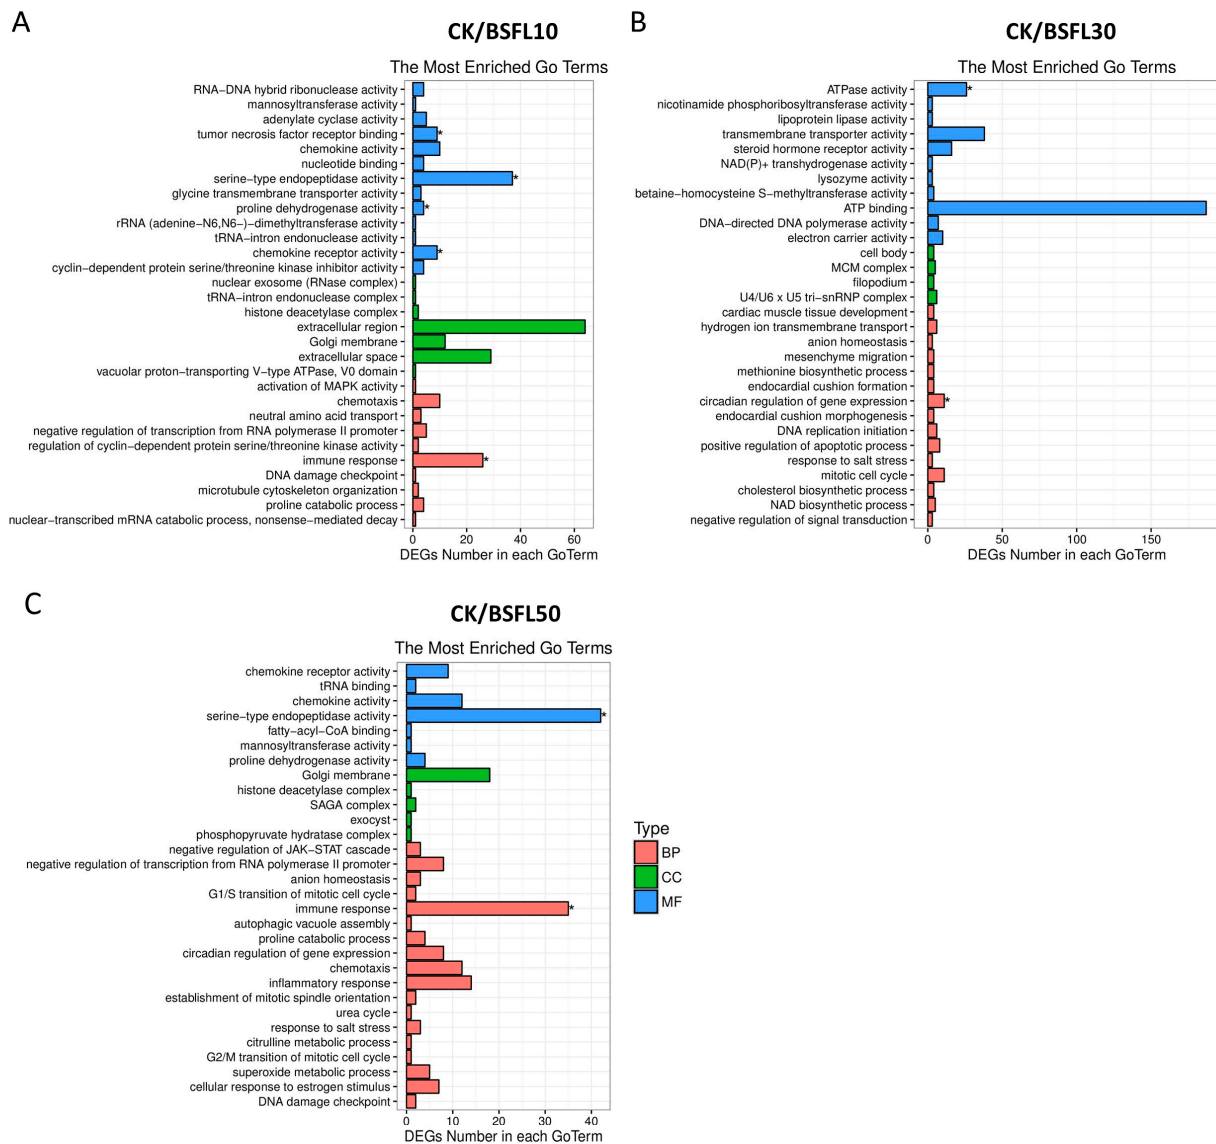 A
CK/BSFL10
The Most Enriched Go Terms
RNA−DNA hybrid ribonuclease activity
mannosyltransferase activity
adenylate cyclase activity
tumor necrosis factor receptor binding
*
chemokine activity
nucleotide binding
serine−type endopeptidase activity
*
glycine transmembrane transporter activity
proline dehydrogenase activity
*
rRNA (adenine−N6,N6−)−dimethyltransferase activity
tRNA−intron endonuclease activity
chemokine receptor activity
*
cyclin−dependent protein serine/threonine kinase inhibitor activity
nuclear exosome (RNase complex)
tRNA−intron endonuclease complex
histone deacetylase complex
extracellular region
Golgi membrane
extracellular space
vacuolar proton−transporting V−type ATPase, V0 domain
activation of MAPK activity
chemotaxis
neutral amino acid transport
negative regulation of transcription from RNA polymerase II promoter
regulation of cyclin−dependent protein serine/threonine kinase activity
immune response
*
DNA damage checkpoint
microtubule cytoskeleton organization
proline catabolic process
nuclear−transcribed mRNA catabolic process, nonsense−mediated decay
0 20 40 60
DEGs Number in each GoTerm
B
CK/BSFL30
The Most Enriched Go Terms
ATPase activity
*
nicotinamide phosphoribosyltransferase activity
lipoprotein lipase activity
transmembrane transporter activity
steroid hormone receptor activity
NAD(P)+ transhydrogenase activity
lysozyme activity
betaine−homocysteine S−methyltransferase activity
ATP binding
DNA−directed DNA polymerase activity
electron carrier activity
cell body
MCM complex
filopodium
U4/U6 x U5 tri−snRNP complex
cardiac muscle tissue development
hydrogen ion transmembrane transport
anion homeostasis
mesenchyme migration
methionine biosynthetic process
endocardial cushion formation
circadian regulation of gene expression
*
endocardial cushion morphogenesis
DNA replication initiation
positive regulation of apoptotic process
response to salt stress
mitotic cell cycle
cholesterol biosynthetic process
NAD biosynthetic process
negative regulation of signal transduction
0 50 100 150
DEGs Number in each GoTerm
C
CK/BSFL50
The Most Enriched Go Terms
chemokine receptor activity
tRNA binding
chemokine activity
serine−type endopeptidase activity
*
fatty−acyl−CoA binding
mannosyltransferase activity
proline dehydrogenase activity
Golgi membrane
histone deacetylase complex
SAGA complex
exocyst
phosphopyruvate hydratase complex
negative regulation of JAK−STAT cascade
negative regulation of transcription from RNA polymerase II promoter
anion homeostasis
G1/S transition of mitotic cell cycle
immune response
*
autophagic vacuole assembly
proline catabolic process
circadian regulation of gene expression
chemotaxis
inflammatory response
establishment of mitotic spindle orientation
urea cycle
response to salt stress
citrulline metabolic process
G2/M transition of mitotic cell cycle
superoxide metabolic process
cellular response to estrogen stimulus
DNA damage checkpoint
0 10 20 30 40
DEGs Number in each GoTerm
Type
BP
CC
MF